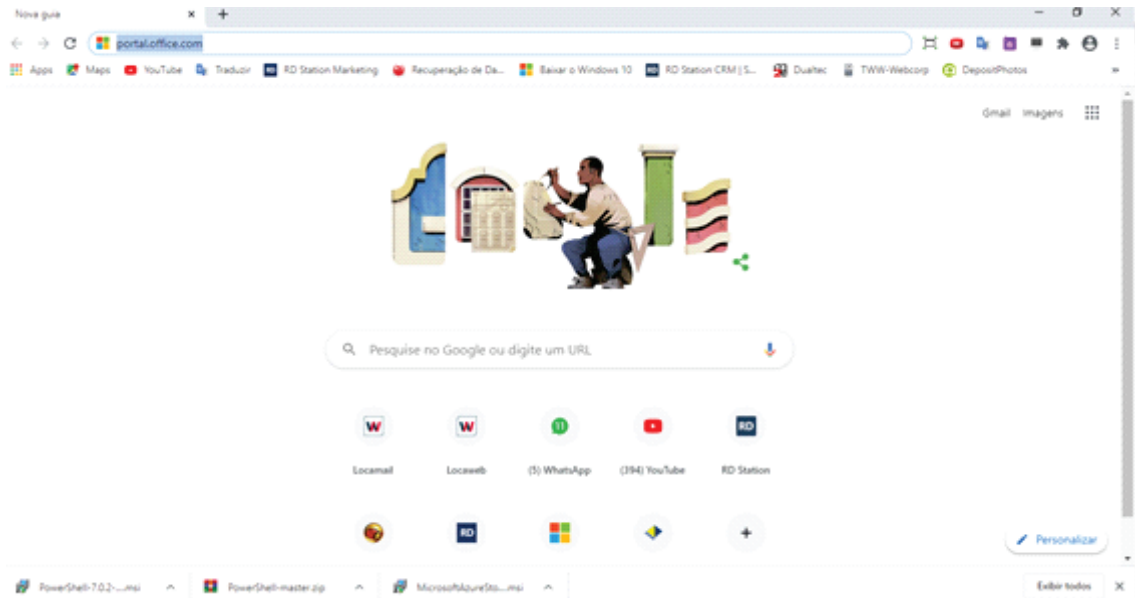 Nova guia
portal.office.com
Apps Maps YouTube Traduzir RD Station Marketing Recuperação de Da... Baixar o Windows 10 RD Station CRM | S... Dualtec TWW-Webcorp DepositPhotos
Gmail Imagens
Pesquise no Google ou digite um URL
Locamail Locaweb (5) WhatsApp (394) YouTube RD Station
Personalizar
PowerShell-7.0.2-....msi PowerShell-master.zip MicrosoftAzureSto....msi Exibir todos